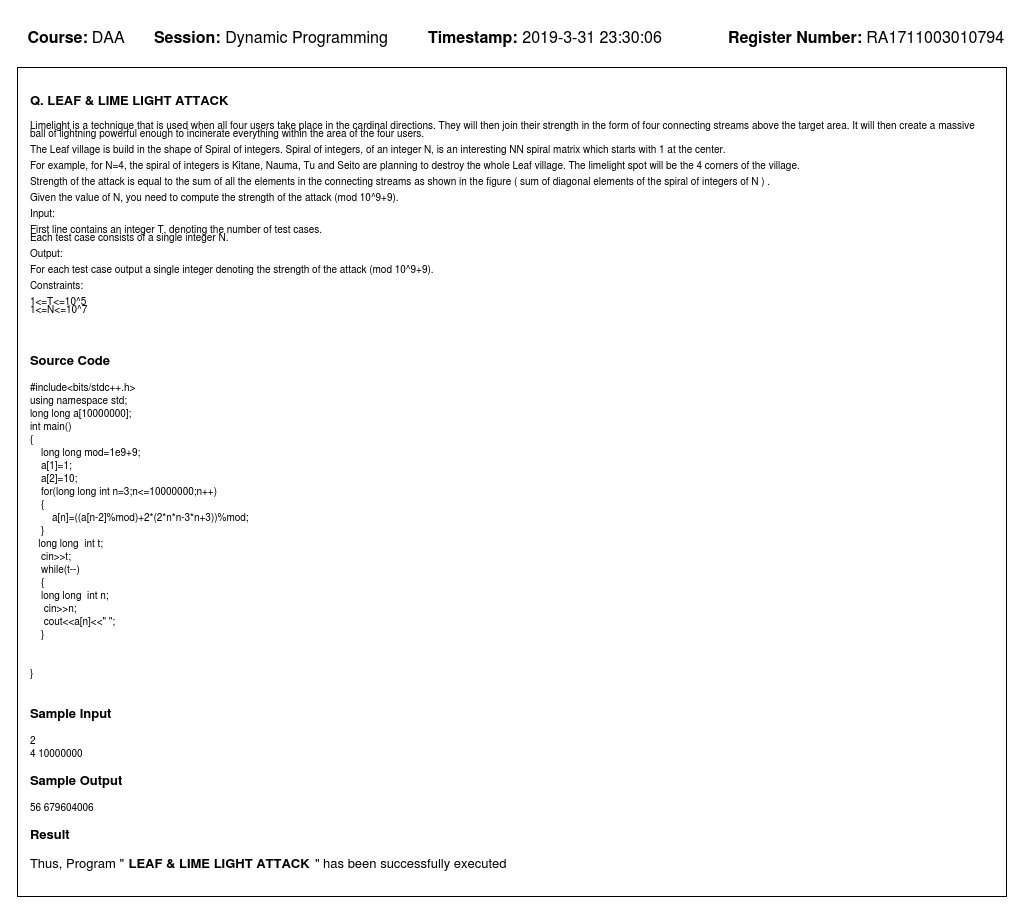 Course: DAA Session: Dynamic Programming Timestamp: 2019-3-31 23:30:06 Register Number: RA1711003010794
Q. LEAF & LIME LIGHT ATTACK
Limelight is a technique that is used when all four users take place in the cardinal directions. They will then join their strength in the form of four connecting streams above the target area. It will then create a massive
ball of lightning powerful enough to incinerate everything within the area of the four users.
The Leaf village is build in the shape of Spiral of integers. Spiral of integers, of an integer N, is an interesting NN spiral matrix which starts with 1 at the center.
For example, for N=4, the spiral of integers is Kitane, Nauma, Tu and Seito are planning to destroy the whole Leaf village. The limelight spot will be the 4 corners of the village.
Strength of the attack is equal to the sum of all the elements in the connecting streams as shown in the figure ( sum of diagonal elements of the spiral of integers of N ) .
Given the value of N, you need to compute the strength of the attack (mod 10^9+9).
Input:
First line contains an integer T, denoting the number of test cases.
Each test case consists of a single integer N.
Output:
For each test case output a single integer denoting the strength of the attack (mod 10^9+9).
Constraints:
1<=T<=10^5
1<=N<=10^7
Source Code
#include<bits/stdc++.h>
using namespace std;
long long a[10000000];
int main()
{
long long mod=1e9+9;
a[1]=1;
a[2]=10;
for(long long int n=3;n<=10000000;n++)
{
a[n]=((a[n-2]%mod)+2*(2*n*n-3*n+3))%mod;
}
long long  int t;
cin>>t;
while(t--)
{
long long  int n;
cin>>n;
cout<<a[n]<<" ";
}
}
Sample Input
2
4 10000000
Sample Output
56 679604006
Result
Thus, Program " LEAF & LIME LIGHT ATTACK " has been successfully executed